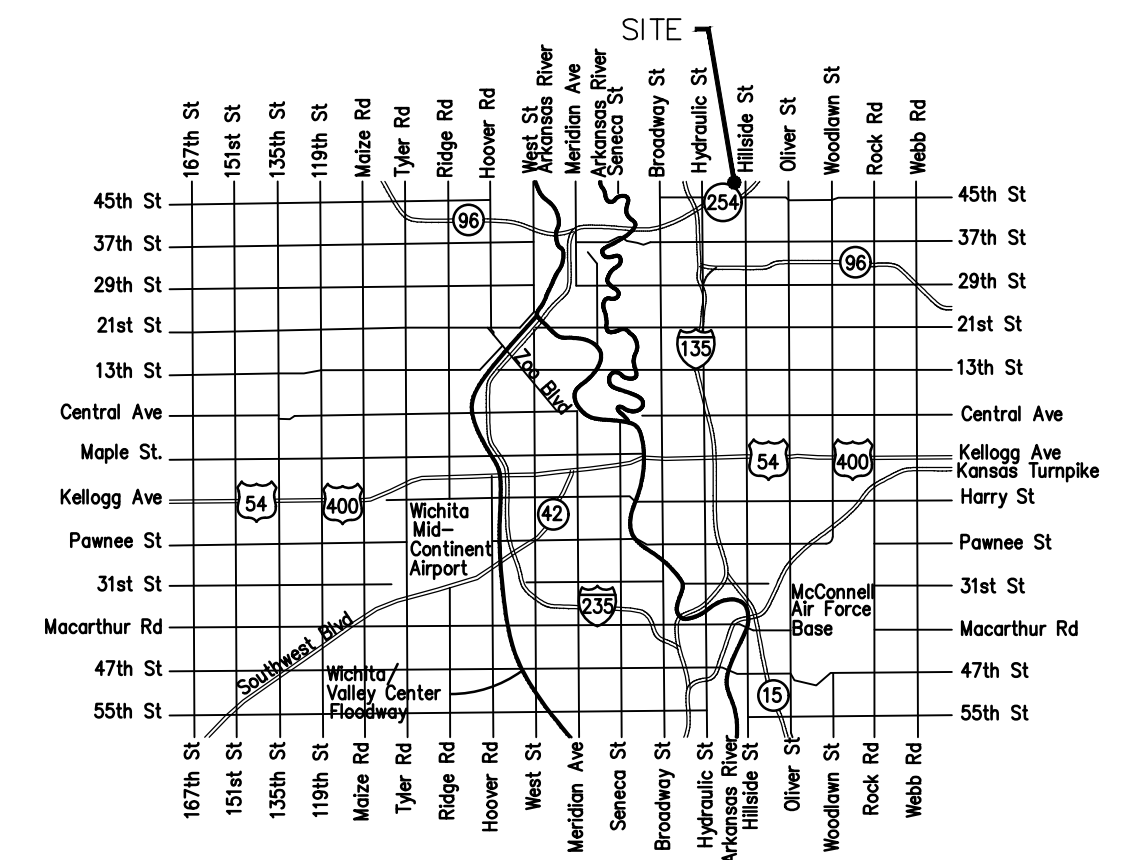 SITE
167th St
151st St
135th St
119th St
Maize Rd
Tyler Rd
Ridge Rd
Hoover Rd
West St
Arkansas River
Meridian Ave
Arkansas River
Seneca St
Broadway St
Hydraulic St
Hillside St
Oliver St
Woodlawn St
Rock Rd
Webb Rd
45th St
254
45th St
96
37th St
37th St
96
29th St
29th St
21st St
21st St
135
13th St
Zoo Blvd
13th St
Central Ave
Central Ave
Maple St.
54
400
Kellogg Ave
Kansas Turnpike
Kellogg Ave
54
400
Harry St
Wichita
Mid-
Continent
Airport
42
Pawnee St
Pawnee St
31st St
31st St
235
McConnell
Air Force
Base
Macarthur Rd
Macarthur Rd
Southwest Blvd
47th St
47th St
Wichita/
Valley Center
Floodway
15
55th St
55th St
167th St
151st St
135th St
119th St
Maize Rd
Tyler Rd
Ridge Rd
Hoover Rd
West St
Meridian Ave
Seneca St
Broadway St
Hydraulic St
Arkansas River
Hillside St
Oliver St
Woodlawn St
Rock Rd
Webb Rd